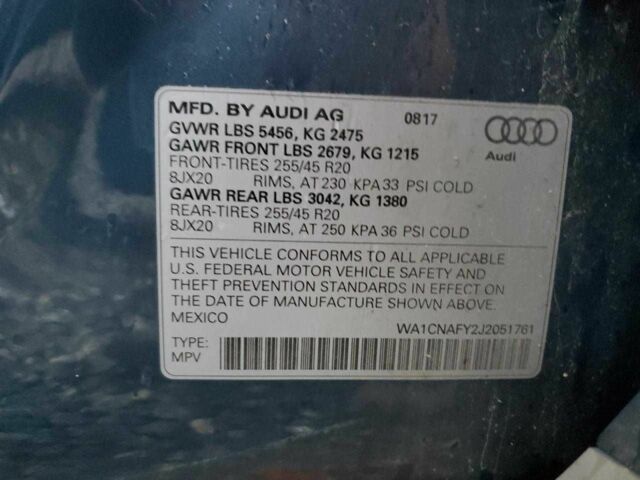 MFD. BY AUDI AG 0817
GVWR LBS 5456, KG 2475
GAWR FRONT LBS 2679, KG 1215
Audi
FRONT-TIRES 255/45 R20
8JX20 RIMS, AT 230 KPA 33 PSI COLD
GAWR REAR LBS 3042, KG 1380
REAR-TIRES 255/45 R20
8JX20 RIMS, AT 250 KPA 36 PSI COLD
THIS VEHICLE CONFORMS TO ALL APPLICABLE
U.S. FEDERAL MOTOR VEHICLE SAFETY AND
THEFT PREVENTION STANDARDS IN EFFECT ON
THE DATE OF MANUFACTURE SHOWN ABOVE.
MEXICO
WA1CNAFY2J2051761
TYPE:
MPV